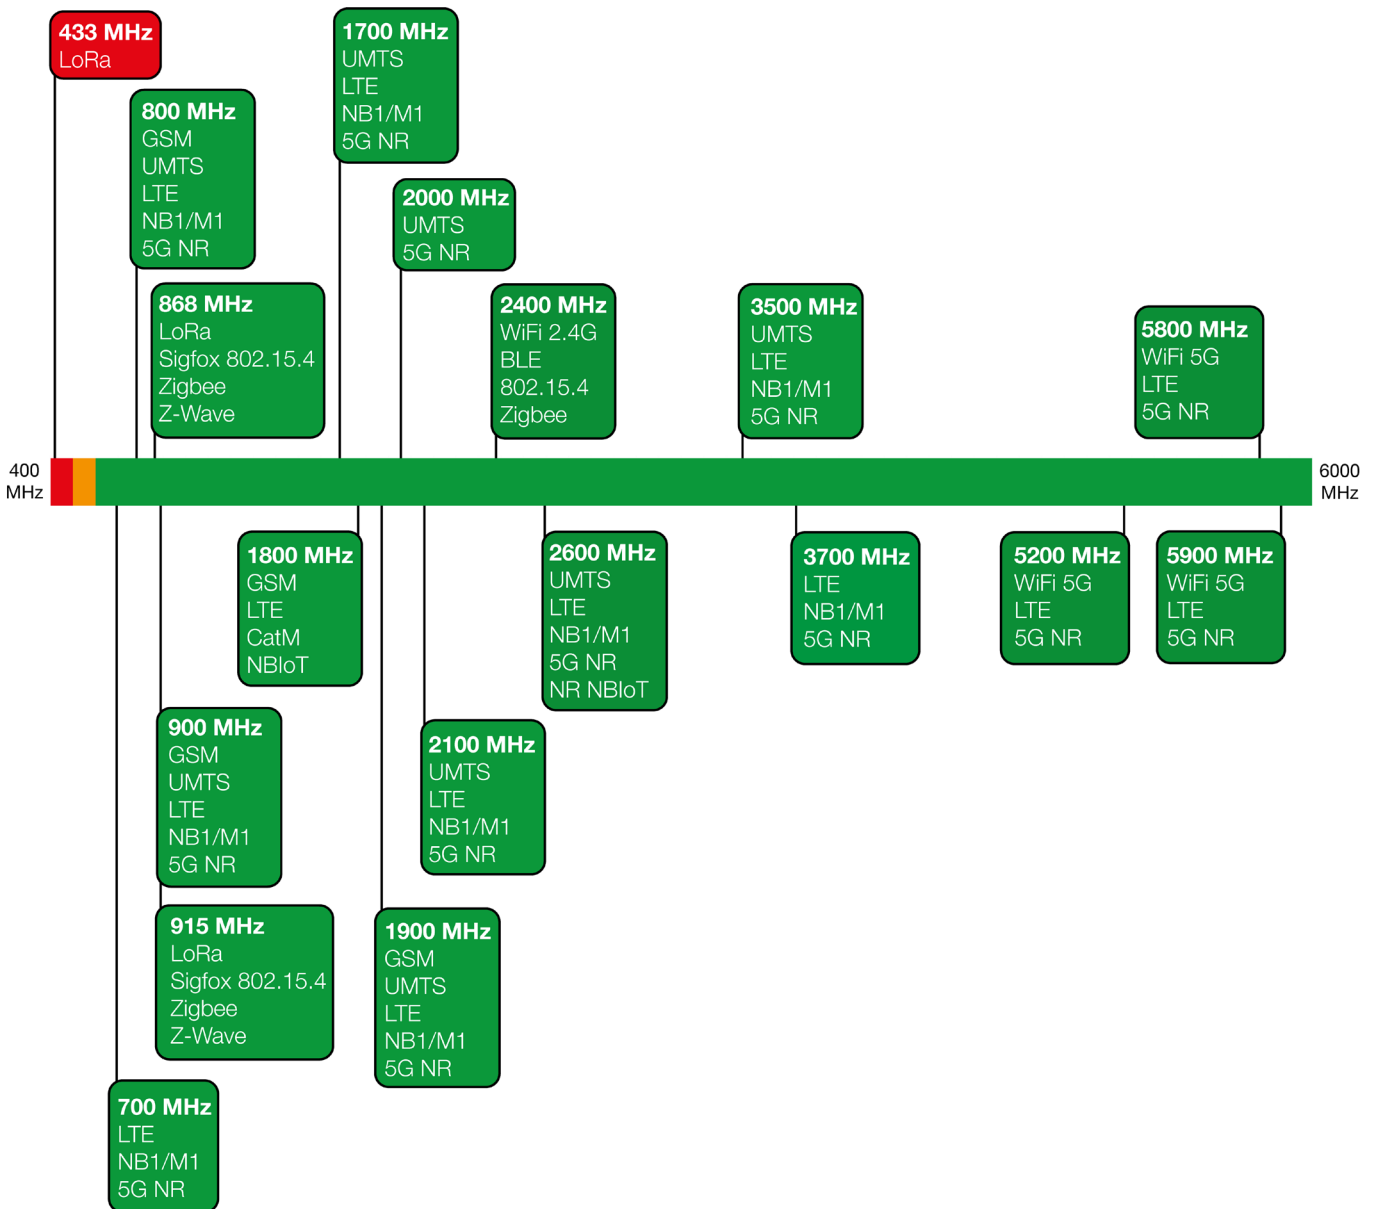 433 MHz
LoRa
800 MHz
GSM
UMTS
LTE
NB1/M1
5G NR
868 MHz
LoRa
Sigfox 802.15.4
Zigbee
Z-Wave
1700 MHz
UMTS
LTE
NB1/M1
5G NR
2000 MHz
UMTS
5G NR
2400 MHz
WiFi 2.4G
BLE
802.15.4
Zigbee
3500 MHz
UMTS
LTE
NB1/M1
5G NR
5800 MHz
WiFi 5G
LTE
5G NR
400
MHz
6000
MHz
1800 MHz
GSM
LTE
CatM
NBIoT
2600 MHz
UMTS
LTE
NB1/M1
5G NR
NR NBIoT
3700 MHz
LTE
NB1/M1
5G NR
5200 MHz
WiFi 5G
LTE
5G NR
5900 MHz
WiFi 5G
LTE
5G NR
900 MHz
GSM
UMTS
LTE
NB1/M1
5G NR
2100 MHz
UMTS
LTE
NB1/M1
5G NR
915 MHz
LoRa
Sigfox 802.15.4
Zigbee
Z-Wave
1900 MHz
GSM
UMTS
LTE
NB1/M1
5G NR
700 MHz
LTE
NB1/M1
5G NR